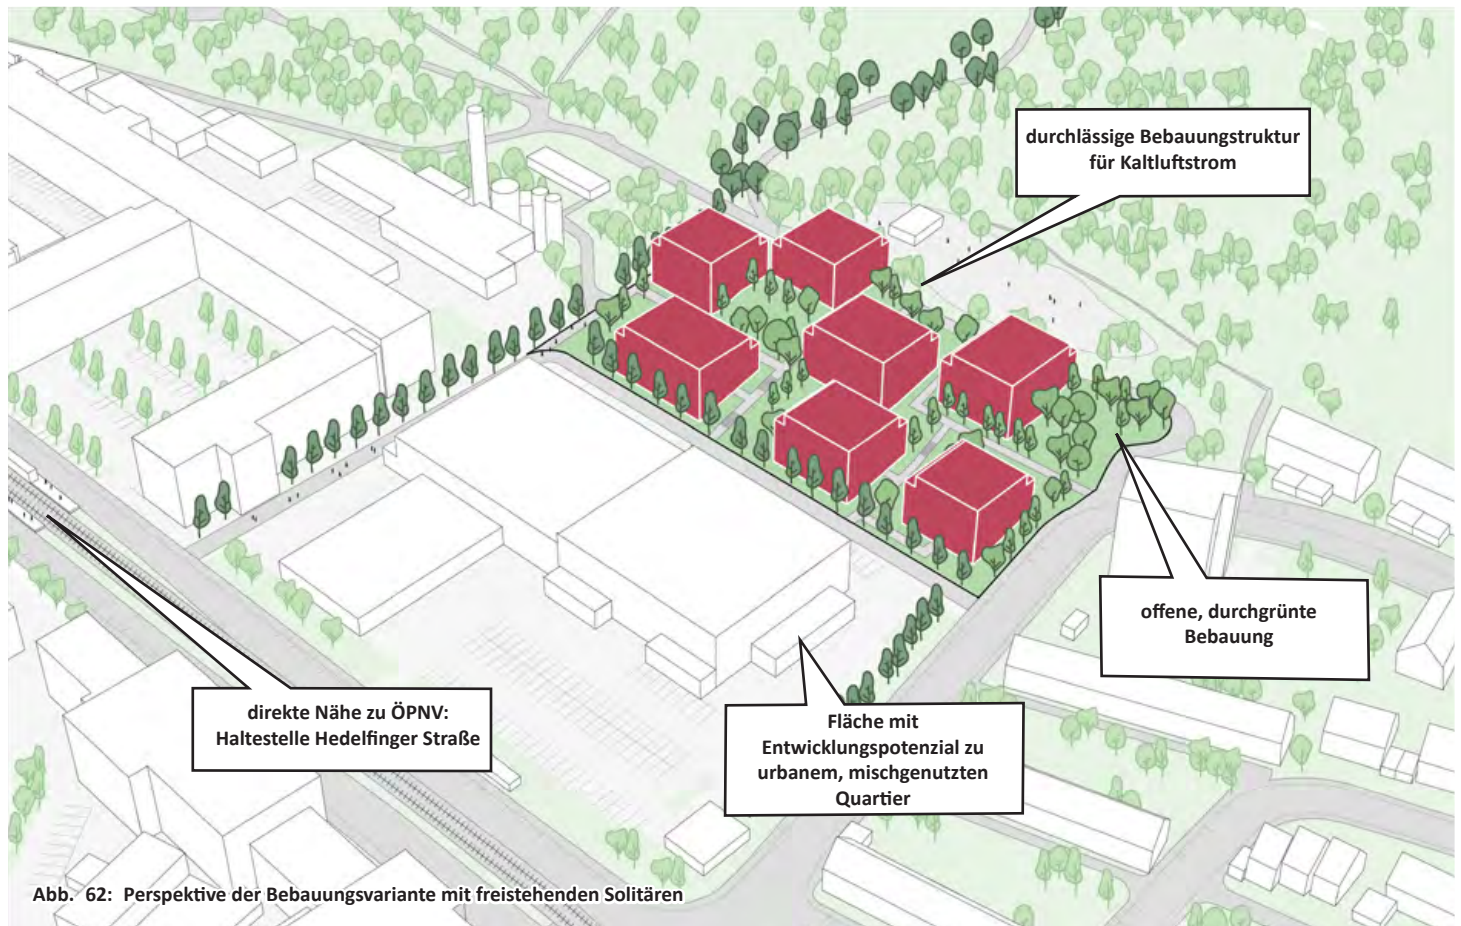 durchlässige Bebauungstruktur
für Kaltluftstrom
offene, durchgrünte
Bebauung
direkte Nähe zu ÖPNV:
Haltestelle Hedelfinger Straße
Fläche mit
Entwicklungspotenzial zu
urbanem, mischgenutzten
Quartier
Abb. 62: Perspektive der Bebauungsvariante mit freistehenden Solitären